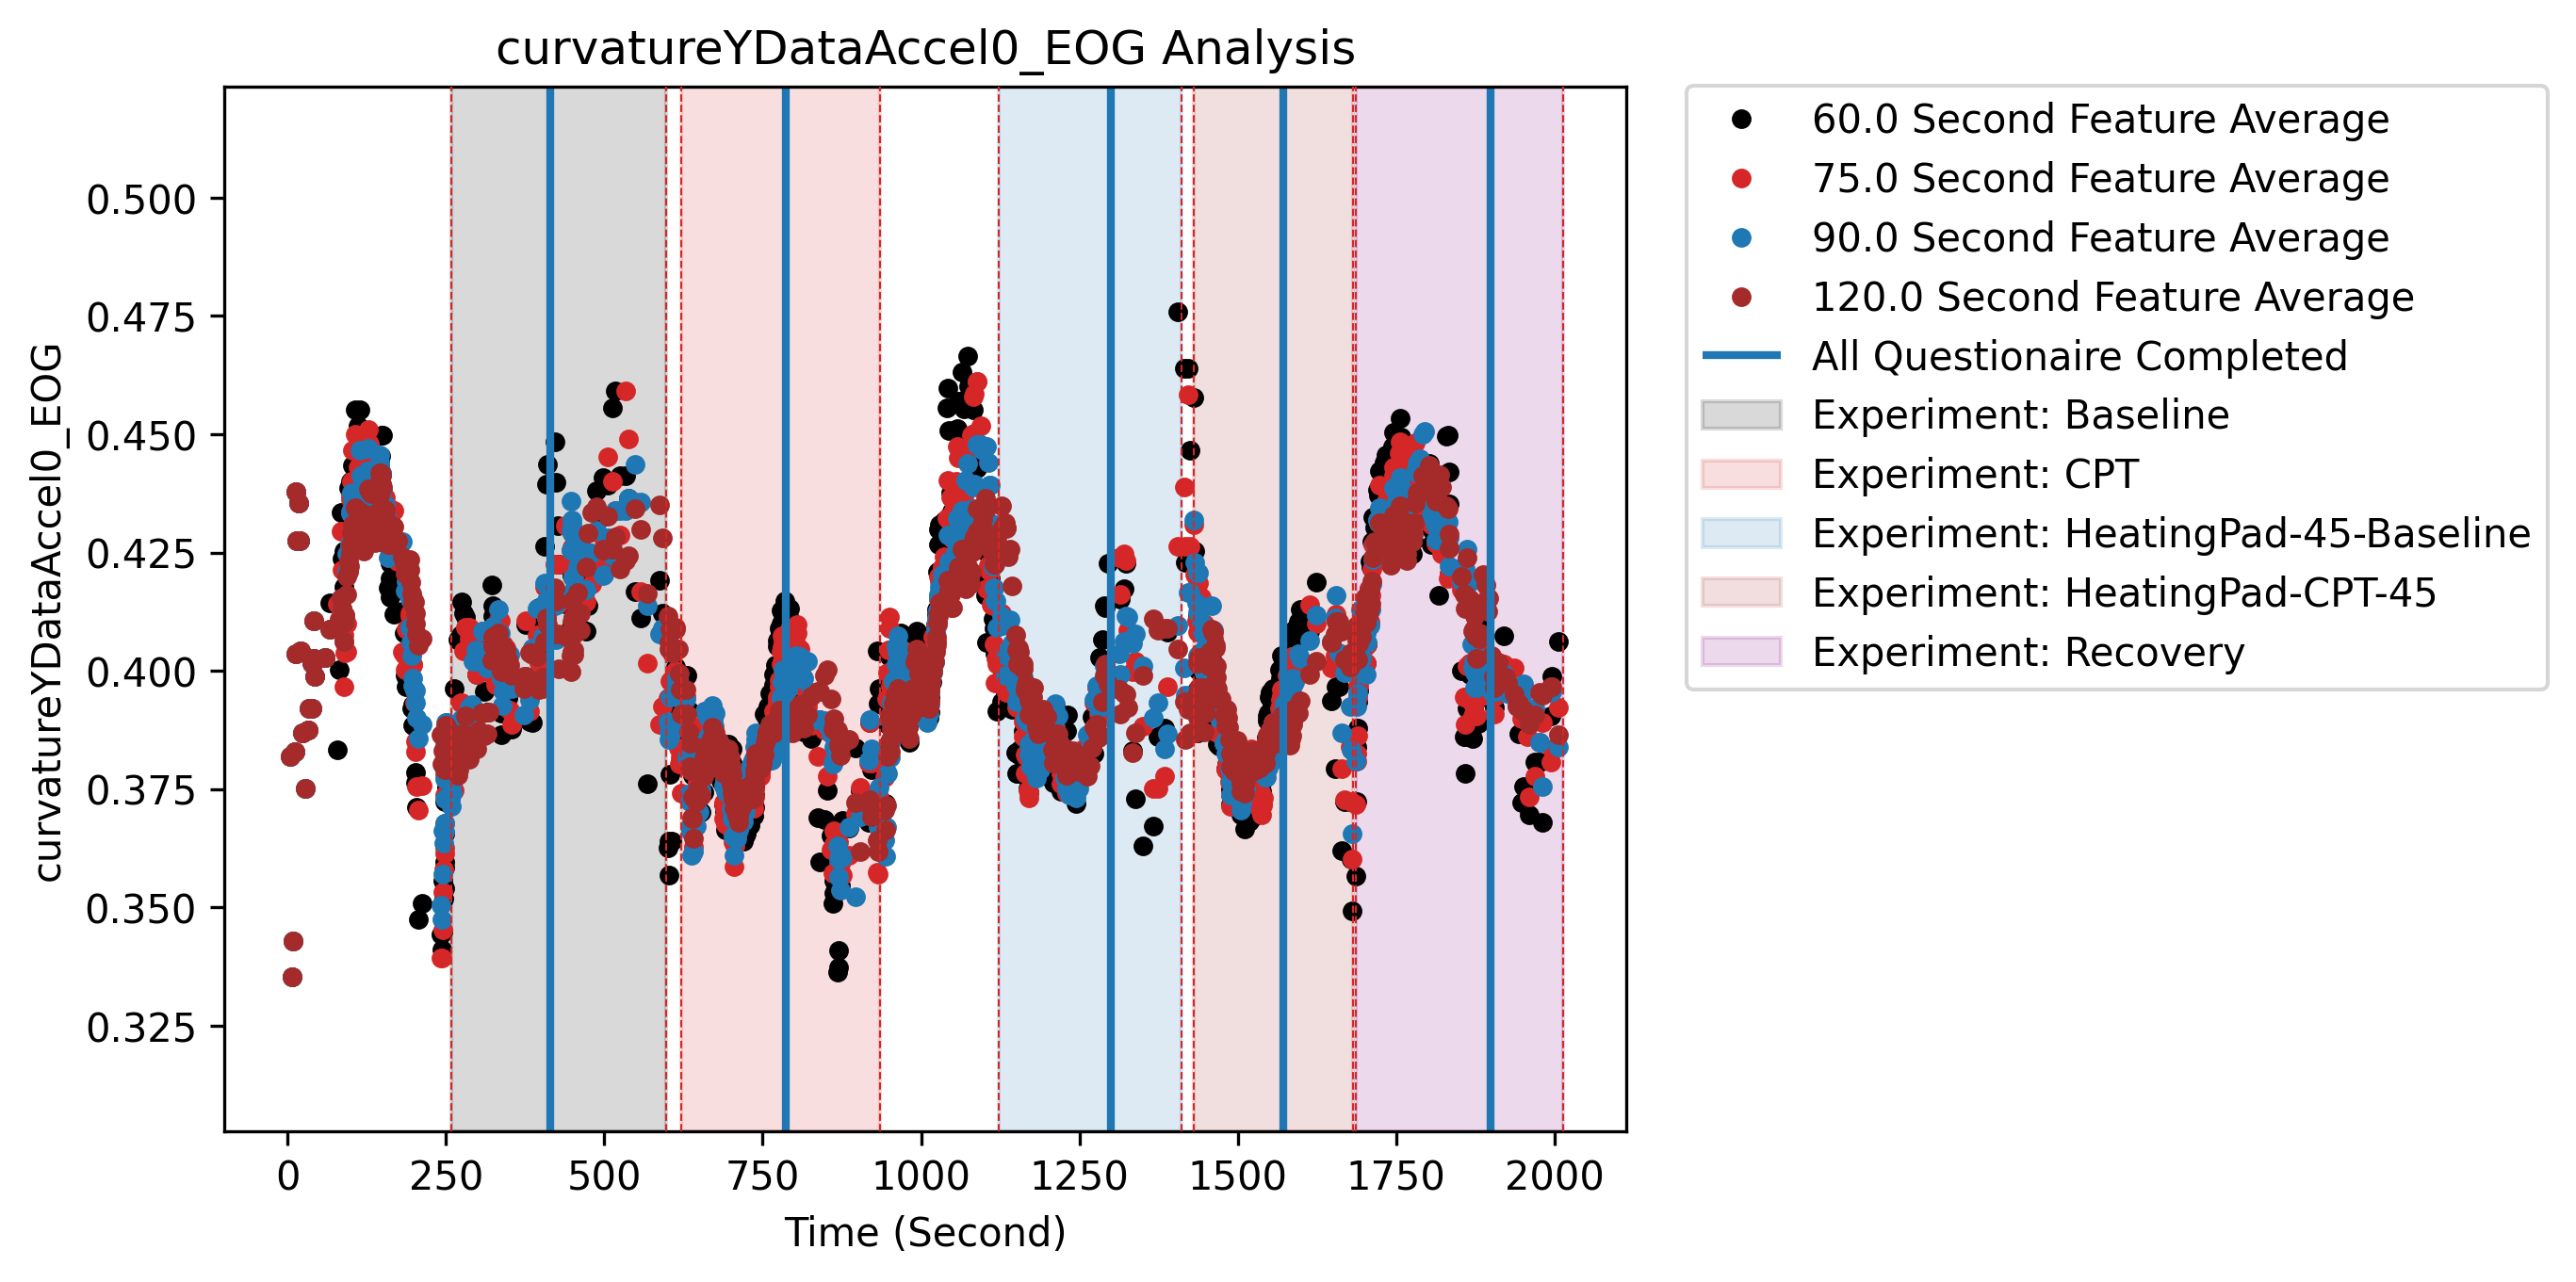 curvatureYDataAccel0_EOG Analysis
curvatureYDataAccel0_EOG
0.500
0.475
0.450
0.425
0.400
0.375
0.350
0.325
0 250 500 750 1000 1250 1500 1750 2000
Time (Second)
60.0 Second Feature Average
75.0 Second Feature Average
90.0 Second Feature Average
120.0 Second Feature Average
All Questionaire Completed
Experiment: Baseline
Experiment: CPT
Experiment: HeatingPad-45-Baseline
Experiment: HeatingPad-CPT-45
Experiment: Recovery